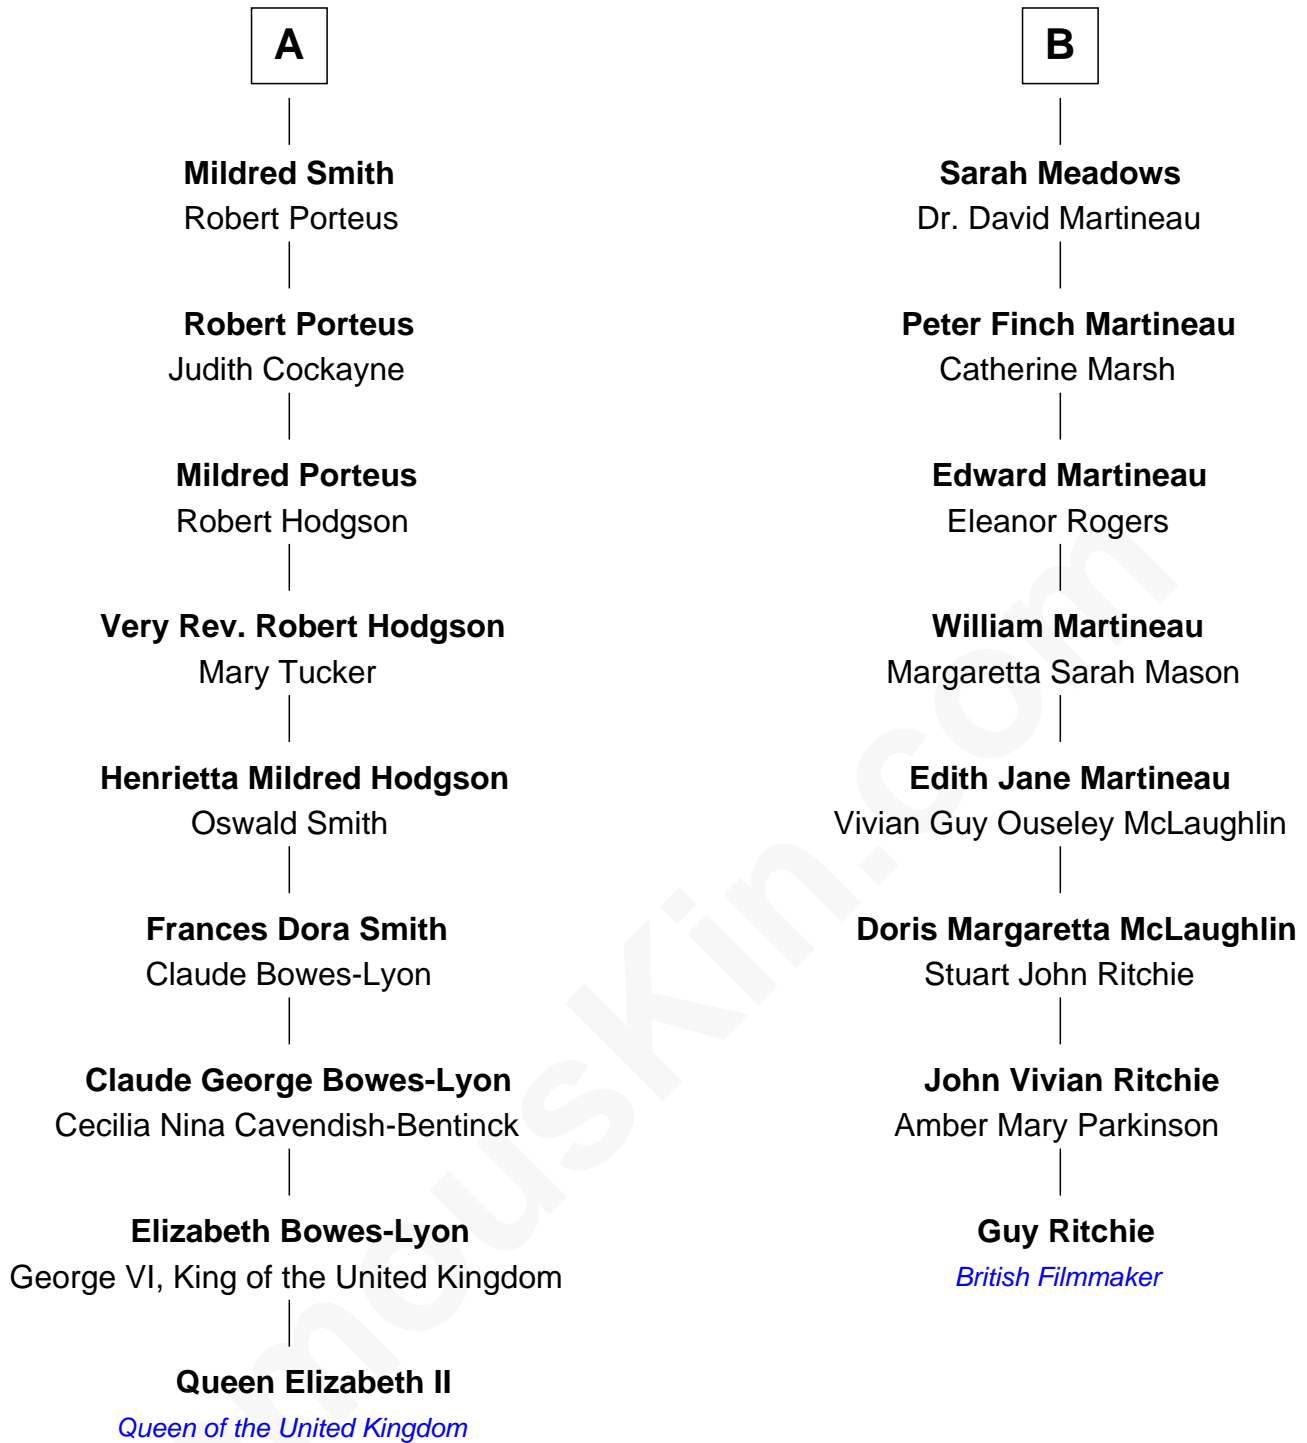 A
Mildred Smith
Robert Porteus
Robert Porteus
Judith Cockayne
Mildred Porteus
Robert Hodgson
Very Rev. Robert Hodgson
Mary Tucker
Henrietta Mildred Hodgson
Oswald Smith
Frances Dora Smith
Claude Bowes-Lyon
Claude George Bowes-Lyon
Cecilia Nina Cavendish-Bentinck
Elizabeth Bowes-Lyon
George VI, King of the United Kingdom
Queen Elizabeth II
Queen of the United Kingdom
B
Sarah Meadows
Dr. David Martineau
Peter Finch Martineau
Catherine Marsh
Edward Martineau
Eleanor Rogers
William Martineau
Margaretta Sarah Mason
Edith Jane Martineau
Vivian Guy Ouseley McLaughlin
Doris Margaretta McLaughlin
Stuart John Ritchie
John Vivian Ritchie
Amber Mary Parkinson
Guy Ritchie
British Filmmaker
mousKin.com